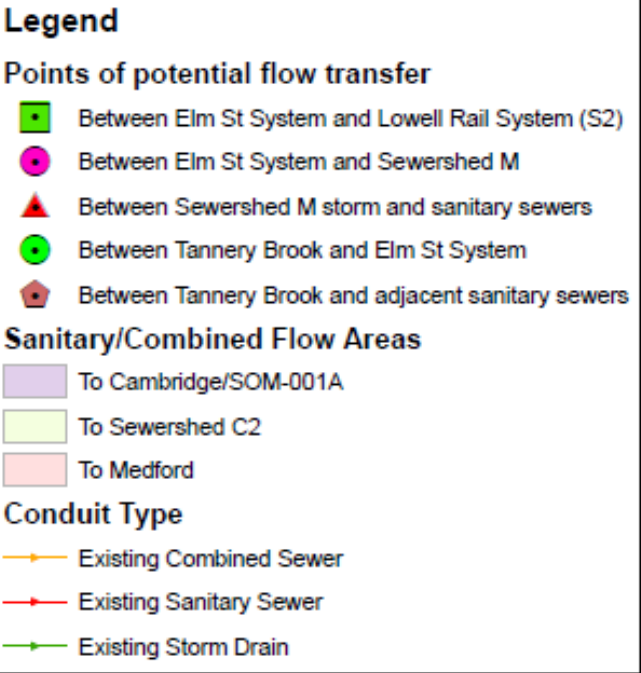 Legend
Points of potential flow transfer
Between Elm St System and Lowell Rail System (S2)
Between Elm St System and Sewershed M
Between Sewershed M storm and sanitary sewers
Between Tannery Brook and Elm St System
Between Tannery Brook and adjacent sanitary sewers
Sanitary/Combined Flow Areas
To Cambridge/SOM-001A
To Sewershed C2
To Medford
Conduit Type
Existing Combined Sewer
Existing Sanitary Sewer
Existing Storm Drain